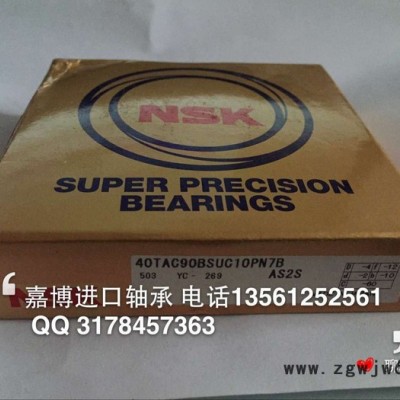 NSK
SUPER PRECISION
BEARINGS
40TAC90BSUC10PN7B
503 YC - 269 AS2S
嘉博进口轴承 电话13561252561
QQ 3178457363
www.zgwjwc